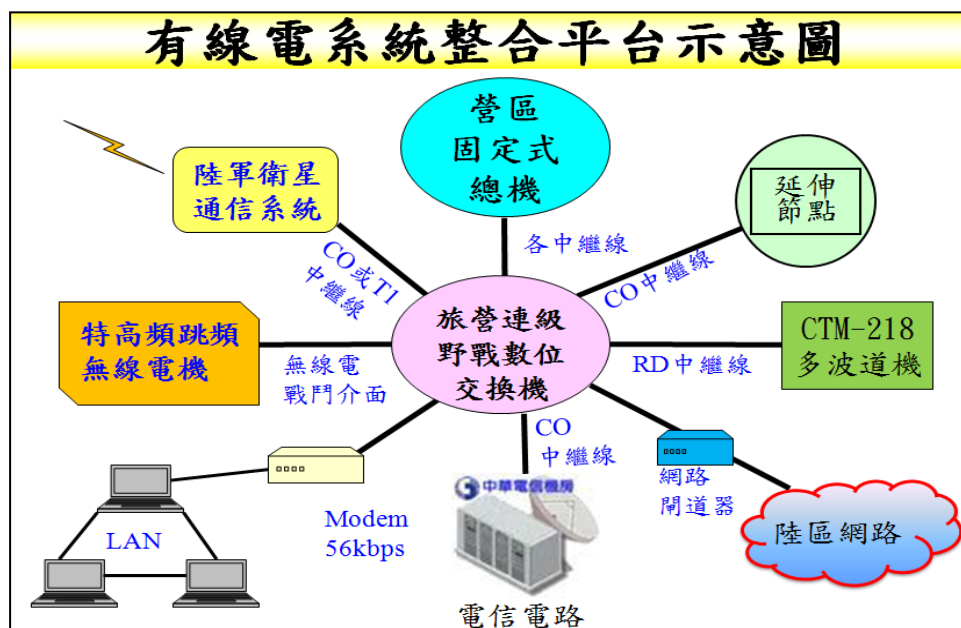 有線電系統整合平台示意圖
營區
固定式
總機
陸軍衛星
通信系統
延伸
節點
CO或T1
中繼線
各中繼線
CO中繼線
特高頻跳頻
無線電機
無線電
戰鬥介面
旅營連級
野戰數位
交換機
RD中繼線
CTM-218
多波道機
CO
中繼線
網路
閘道器
中華電信機房
Modem
56kbps
LAN
陸區網路
電信電路